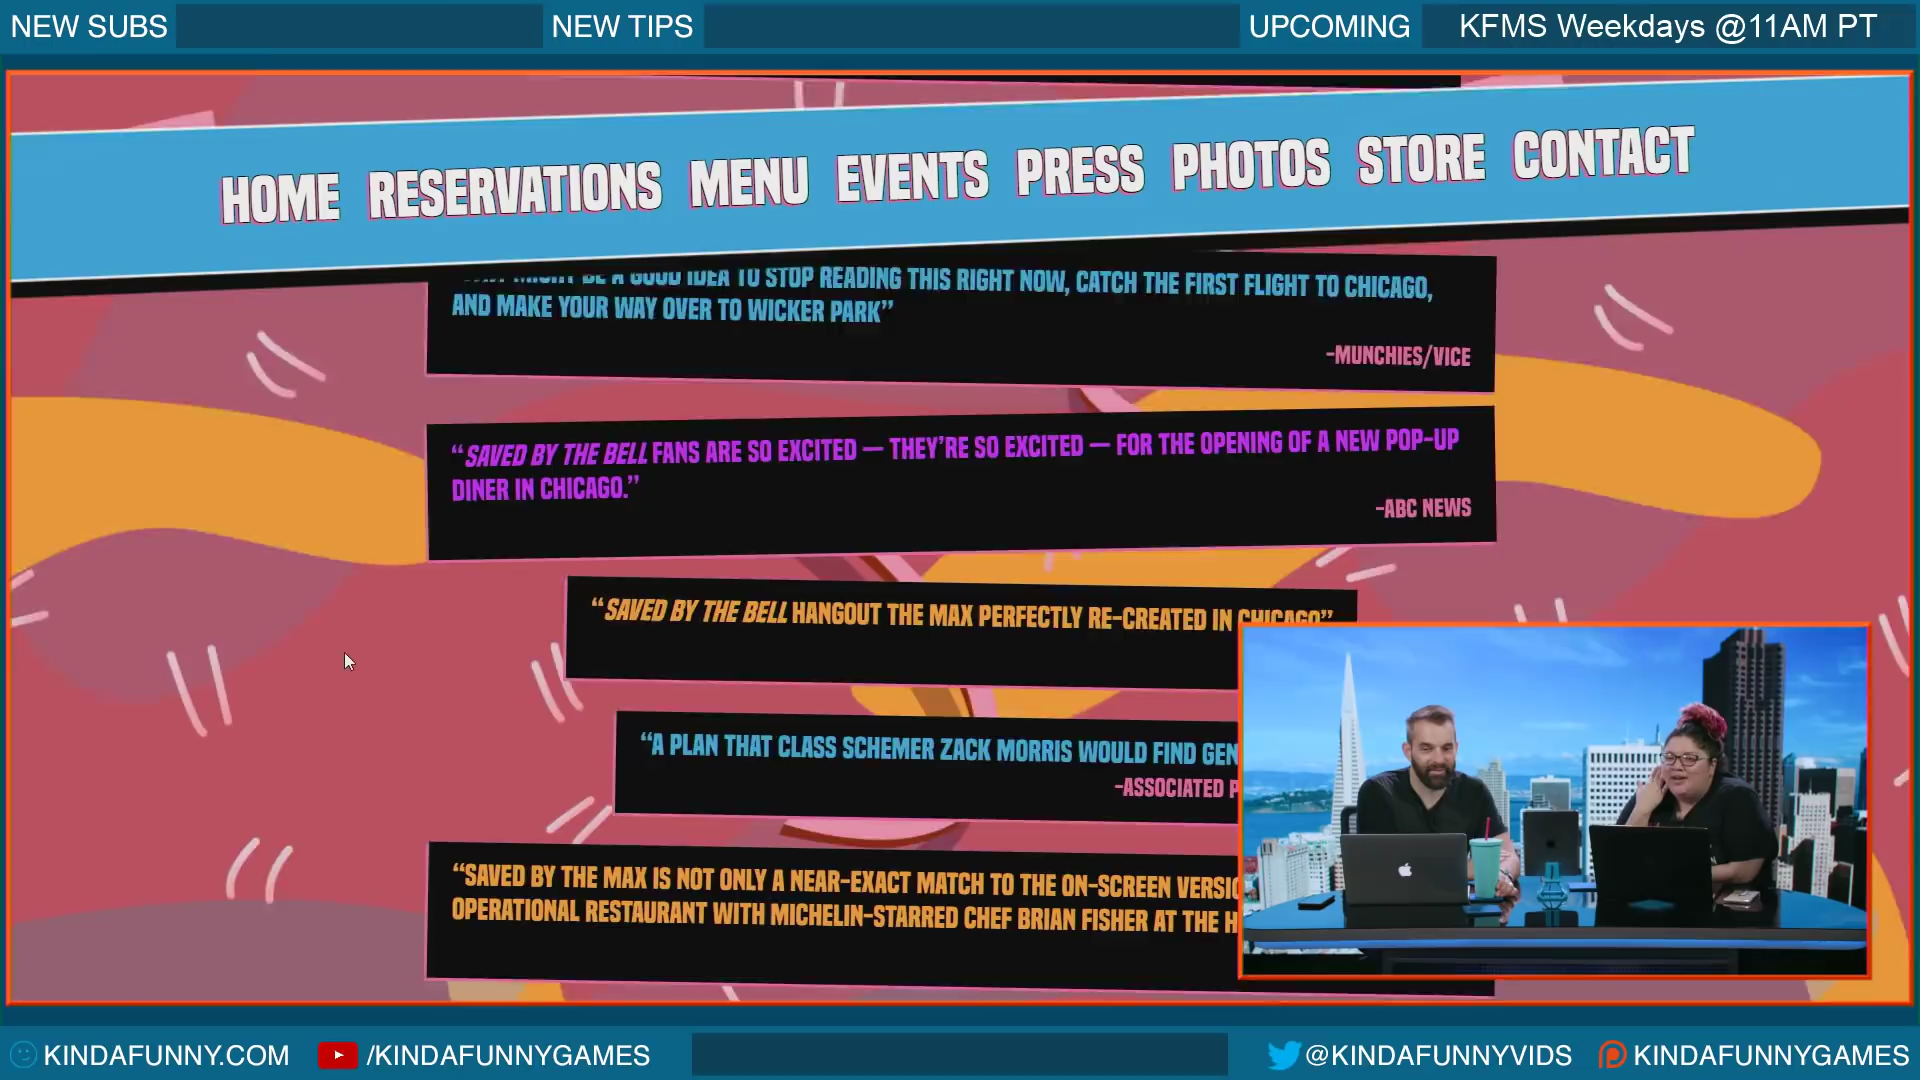 NEW SUBS
NEW TIPS
UPCOMING
KFMS Weekdays @11AM PT
HOME RESERVATIONS MENU EVENTS PRESS PHOTOS STORE CONTACT
BE A GOOD IDEA TO STOP READING THIS RIGHT NOW, CATCH THE FIRST FLIGHT TO CHICAGO,
AND MAKE YOUR WAY OVER TO WICKER PARK”
-MUNCHIES/VICE
“SAVED BY THE BELL FANS ARE SO EXCITED — THEY’RE SO EXCITED — FOR THE OPENING OF A NEW POP-UP
DINER IN CHICAGO.”
-ABC NEWS
“SAVED BY THE BELL HANGOUT THE MAX PERFECTLY RE-CREATED IN CHICAGO”
“A PLAN THAT CLASS SCHEMER ZACK MORRIS WOULD FIND
-ASSOCIATED
“SAVED BY THE MAX IS NOT ONLY A NEAR-EXACT MATCH TO THE ON-SCREEN
OPERATIONAL RESTAURANT WITH MICHELIN-STARRED CHEF BRIAN FISHER AT THE
KINDAFUNNY.COM
/KINDAFUNNYGAMES
@KINDAFUNNYVIDS
KINDAFUNNYGAMES